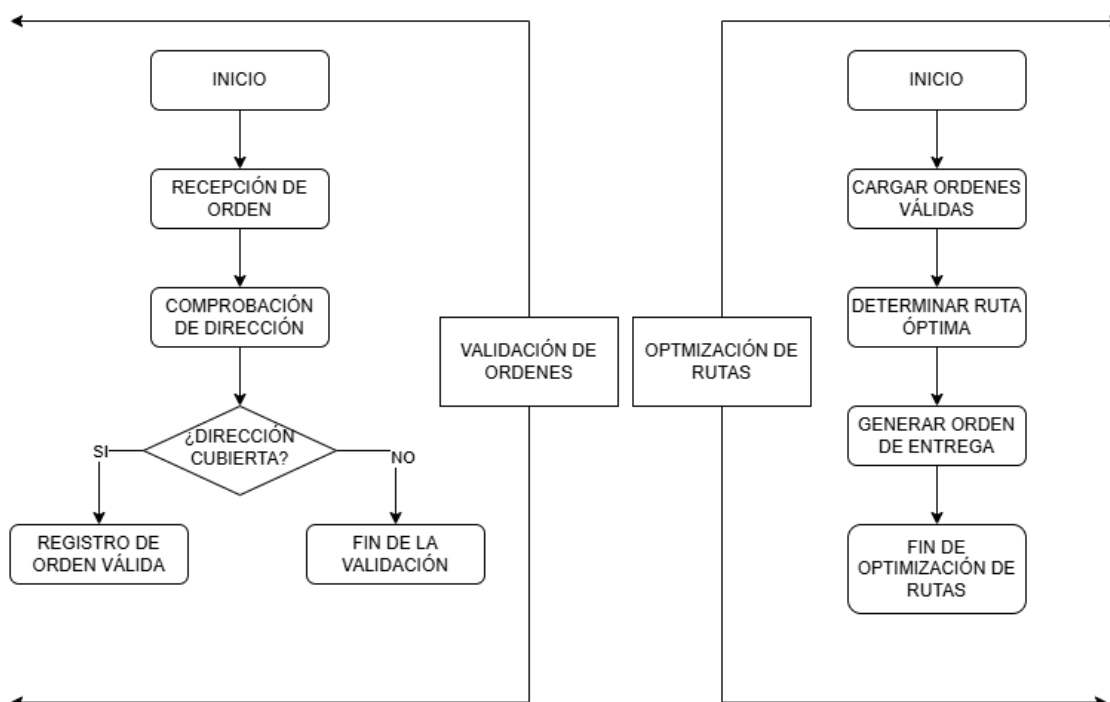 INICIO
RECEPCIÓN DE
ORDEN
COMPROBACIÓN
DE DIRECCIÓN
¿DIRECCIÓN
CUBIERTA?
SI
NO
REGISTRO DE
ORDEN VÁLIDA
FIN DE LA
VALIDACIÓN
VALIDACIÓN DE
ORDENES
OPTMIZACIÓN DE
RUTAS
INICIO
CARGAR ORDENES
VÁLIDAS
DETERMINAR RUTA
ÓPTIMA
GENERAR ORDEN
DE ENTREGA
FIN DE
OPTIMIZACIÓN DE
RUTAS